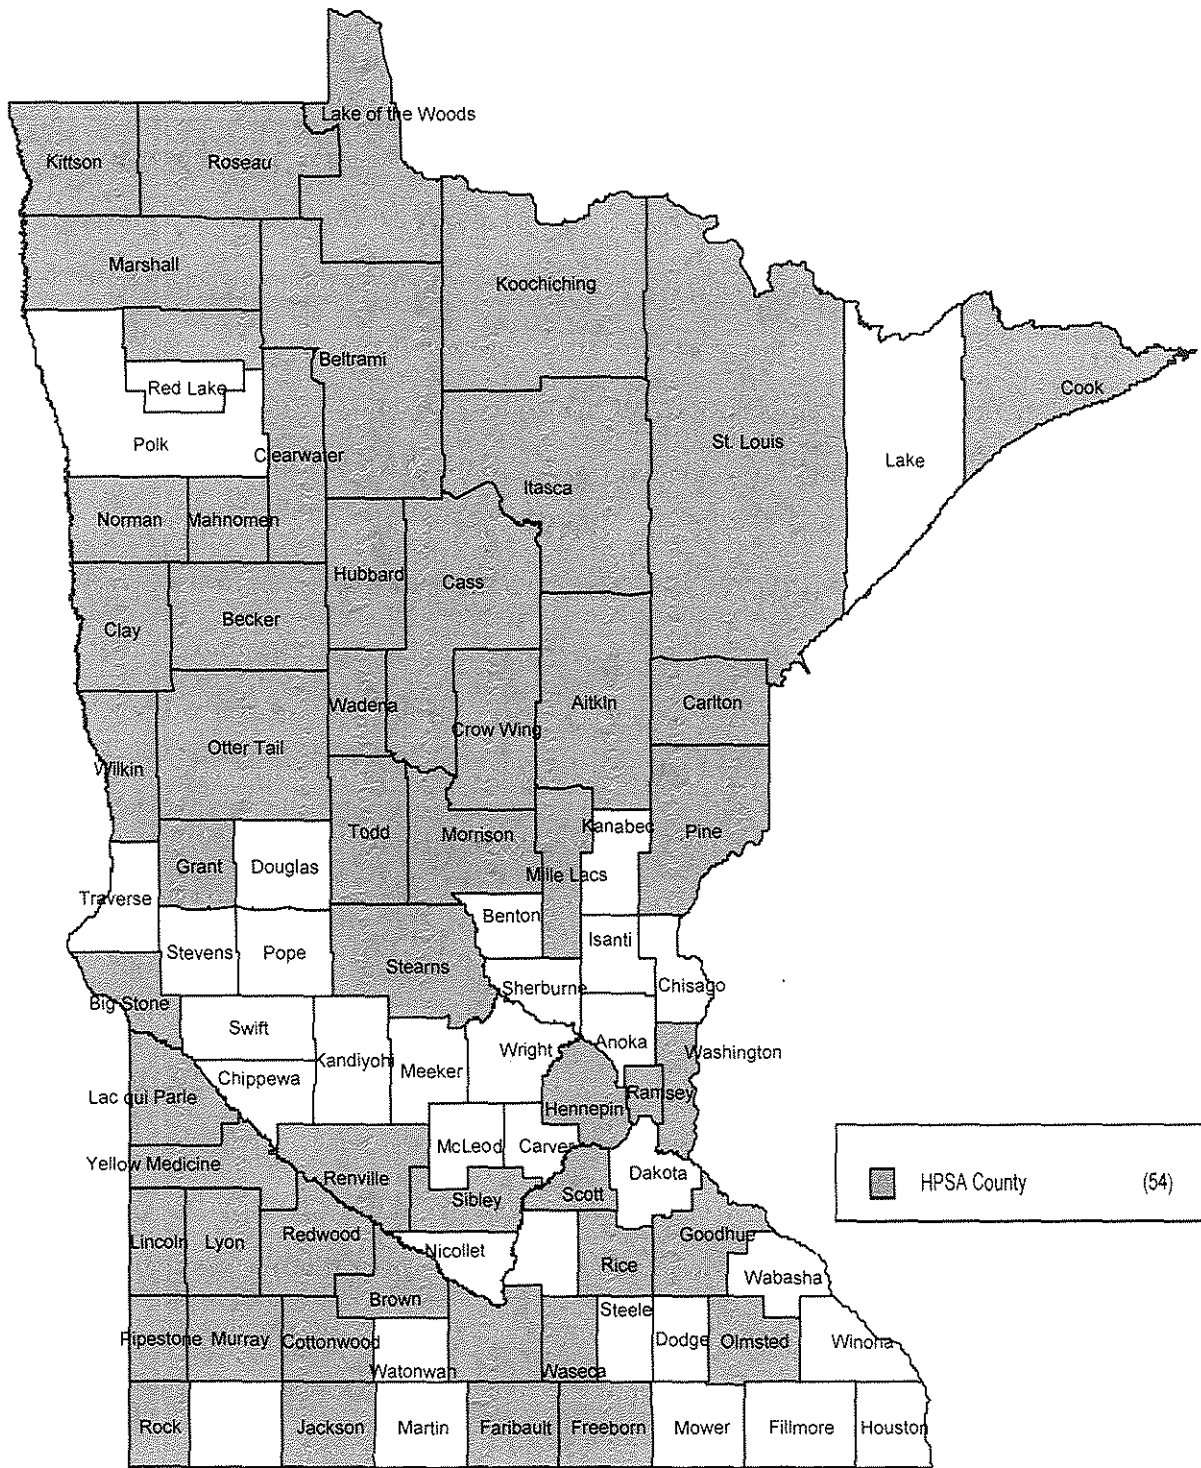 Lake of the Woods
Kittson
Roseau
Marshall
Koochiching
Beltrami
Red Lake
Cook
Polk
St. Louis
Clearwater
Lake
Itasca
Norman
Mahnomen
Hubbard
Cass
Becker
Clay
Wadena
Aitkin
Carlton
Crow Wing
Otter Tail
Wilkin
Kanabec
Todd
Morrison
Pine
Grant
Douglas
Mille Lacs
Traverse
Benton
Isanti
Stevens
Pope
Stearns
Sherburne
Chisago
Big Stone
Swift
Anoka
Wright
Washington
Kandiyohi
Meeker
Chippewa
Lac qui Parle
Ramsey
Hennepin
McLeod
Carver
Yellow Medicine
Renville
Dakota
Sibley
Scott
HPSA County (54)
Lincoln
Lyon
Redwood
Goodhue
Nicollet
Rice
Wabasha
Brown
Steele
Pipestone
Murray
Cottonwood
Dodge
Olmsted
Winona
Watonwan
Waseca
Rock
Jackson
Martin
Faribault
Freeborn
Mower
Fillmore
Houston